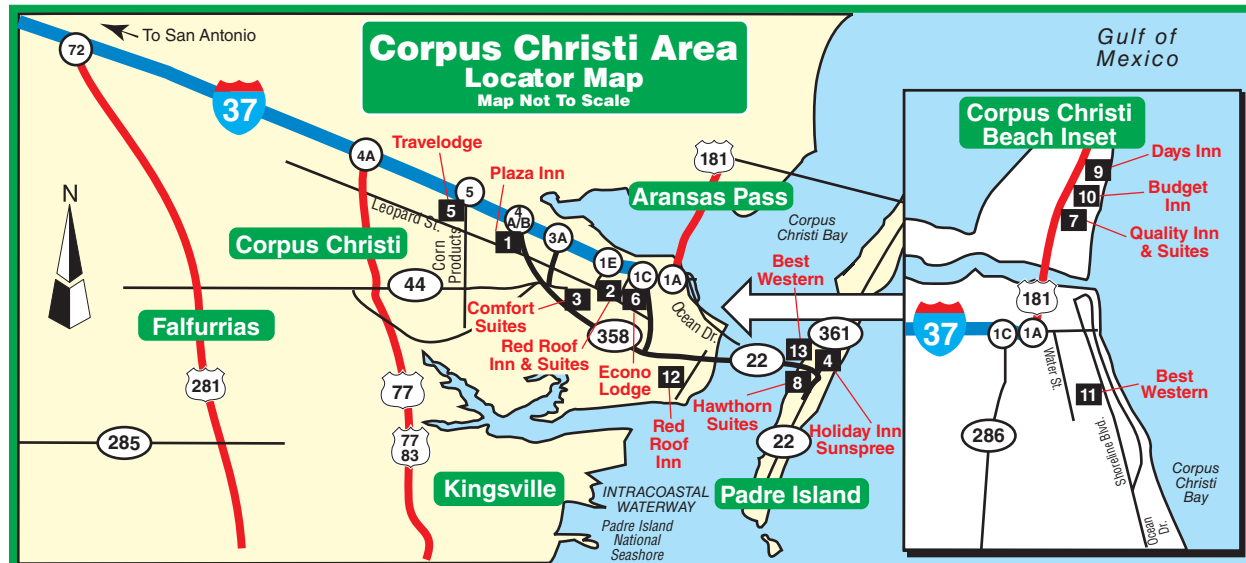 To San Antonio
72
37
Corpus Christi Area
Locator Map
Map Not To Scale
Gulf of
Mexico
N
4A
Travelodge
5
5
Plaza Inn
4
A/B
1
3A
1E
1C
1A
181
Aransas Pass
Corpus
Christi Bay
Leopard St.
Corn
Products
Corpus Christi
44
Falfurrias
281
285
77
77
83
Kingsville
3
Comfort
Suites
2
Red Roof
Inn & Suites
6
Econo
Lodge
358
Ocean Dr.
12
Red
Roof
Inn
22
Best
Western
13
361
4
8
Hawthorn
Suites
Holiday Inn
Sunspree
22
Padre Island
INTRACOASTAL
WATERWAY
Padre Island
National
Seashore
Corpus Christi
Beach Inset
9
Days Inn
10
Budget
Inn
7
Quality Inn
& Suites
181
37
1C
1A
Water St.
11
Best
Western
286
Shoreline Blvd.
Corpus
Christi
Bay
Ocean
Dr.